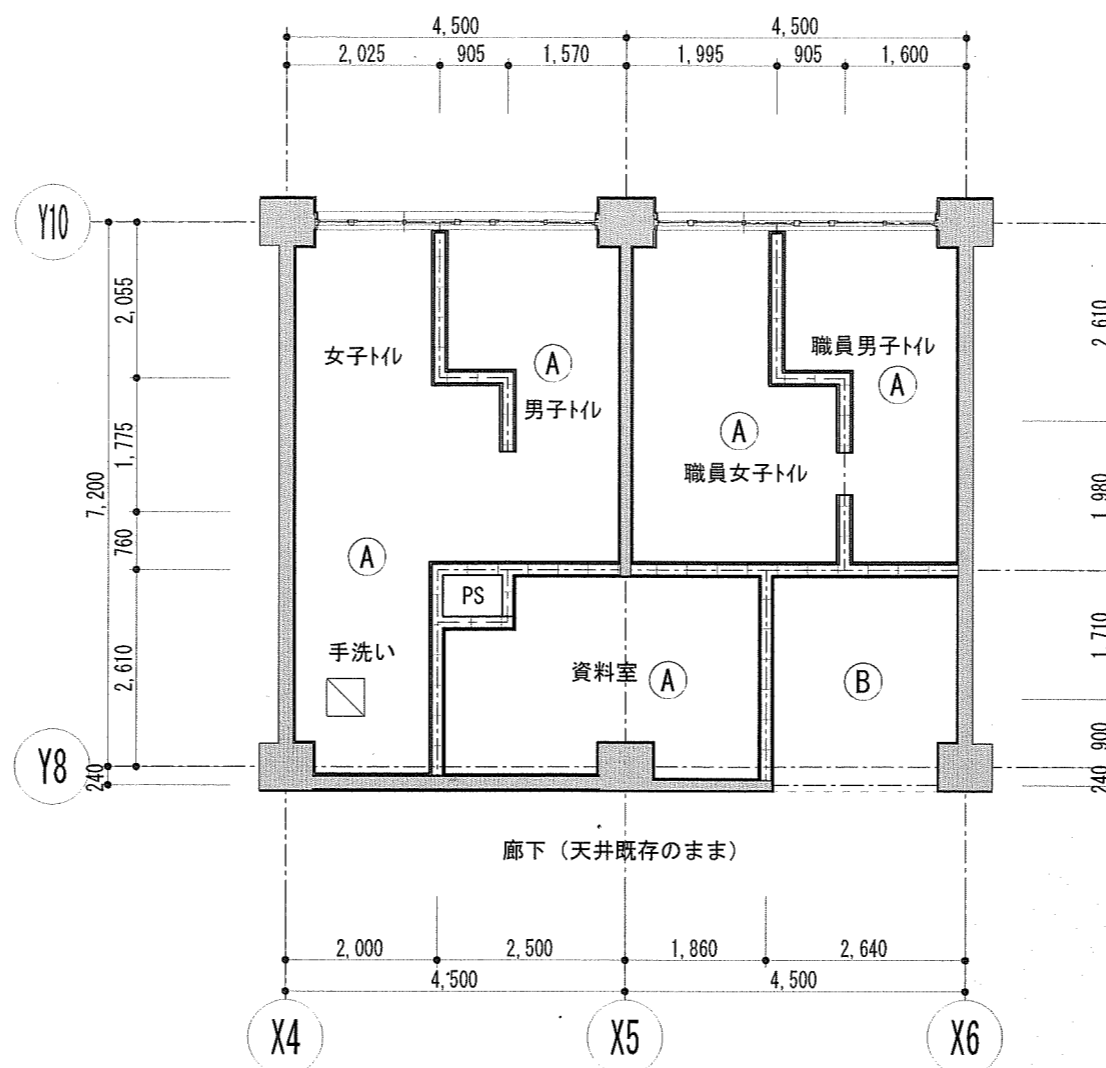 4,500 4,500
2,025 905 1,570 1,995 905 1,600
Y10
2,055
1,775
7,200
760
2,610
240
2,610
1,980
1,710
900
240
女子トイレ
職員男子トイレ
A
A
男子トイレ
A
職員女子トイレ
A
PS
手洗い
資料室 A
B
Y8
廊下（天井既存のまま）
2,000 2,500 1,860 2,640
4,500 4,500
X4 X5 X6